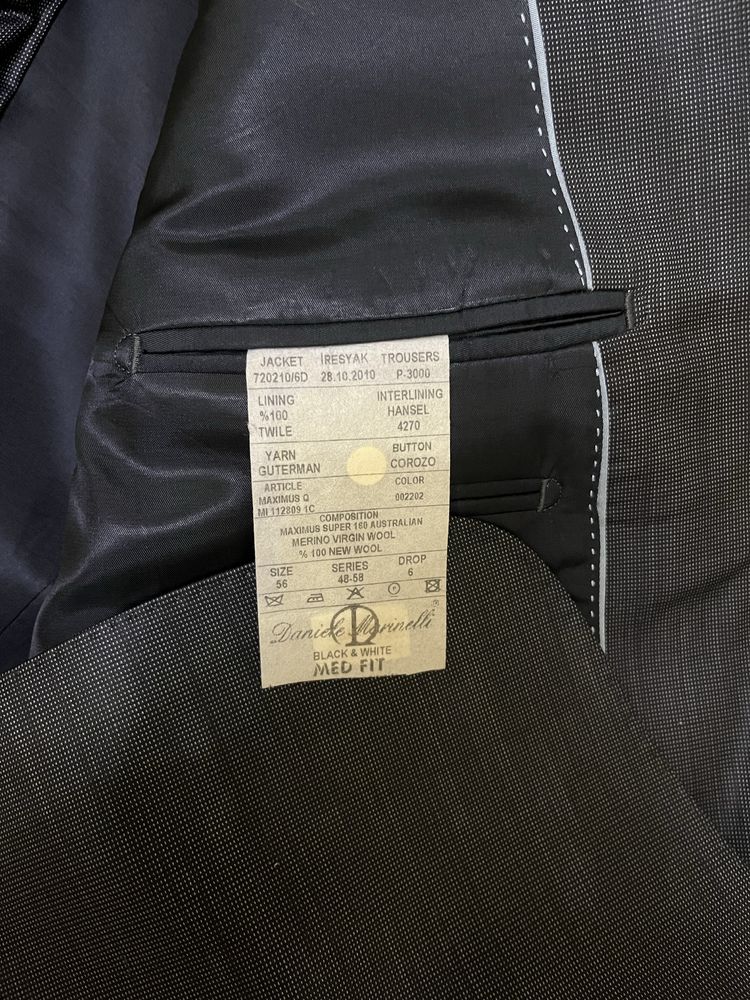 JACKET IRESYAK TROUSERS
720210/6D 28.10.2010 P-3000
LINING INTERLINING
%100 HANSEL
TWILE 4270
YARN BUTTON
GUTERMAN COROZO
ARTICLE COLOR
MAXIMUS Q 002202
MI 112809 1C
COMPOSITION
MAXIMUS SUPER 160 AUSTRALIAN
MERINO VIRGIN WOOL
% 100 NEW WOOL
SIZE SERIES DROP
56 48-58 6
Daniele Marinelli ®
BLACK & WHITE
MED FIT